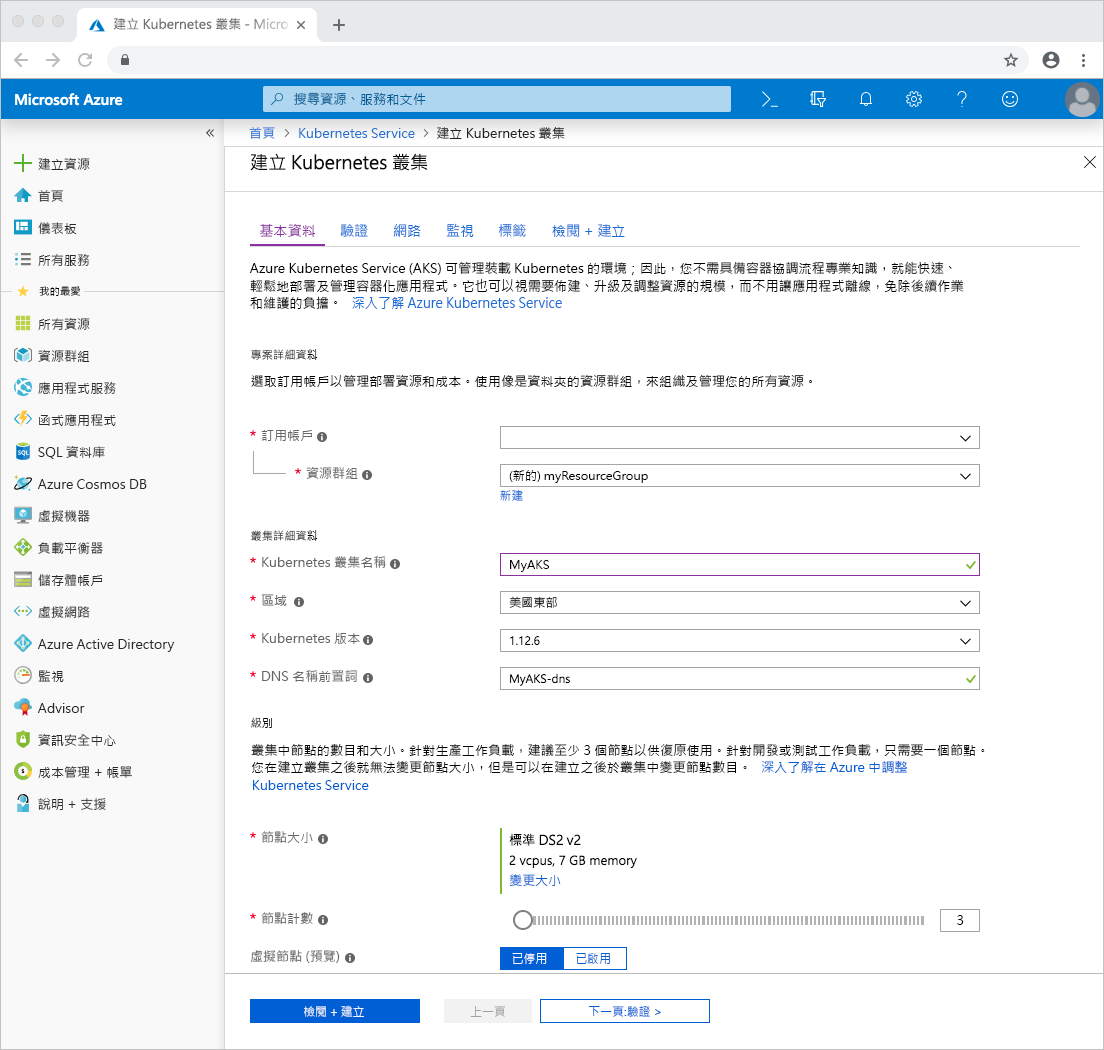 建立 Kubernetes 叢集 - Micro
Microsoft Azure
搜尋資源、服務和文件
首頁 > Kubernetes Service > 建立 Kubernetes 叢集
建立 Kubernetes 叢集
建立資源
首頁
儀表板
所有服務
我的最愛
所有資源
資源群組
應用程式服務
函式應用程式
SQL 資料庫
Azure Cosmos DB
虛擬機器
負載平衡器
儲存體帳戶
虛擬網路
Azure Active Directory
監視
Advisor
資訊安全中心
成本管理 + 帳單
說明 + 支援
基本資料 驗證 網路 監視 標籤 檢閱 + 建立
Azure Kubernetes Service (AKS) 可管理裝載 Kubernetes 的環境；因此，您不需具備容器協調流程專業知識，就能快速、
輕鬆地部署及管理容器化應用程式。它也可以視需要佈建、升級及調整資源的規模，而不用讓應用程式離線，免除後續作業
和維護的負擔。 深入了解 Azure Kubernetes Service
專案詳細資料
選取訂用帳戶以管理部署資源和成本。使用像是資料夾的資源群組，來組織及管理您的所有資源。
* 訂用帳戶
* 資源群組
(新的) myResourceGroup
新建
叢集詳細資料
* Kubernetes 叢集名稱
MyAKS
* 區域
美國東部
* Kubernetes 版本
1.12.6
* DNS 名稱前置詞
MyAKS-dns
級別
叢集中節點的數目和大小。針對生產工作負載，建議至少 3 個節點以供復原使用。針對開發或測試工作負載，只需要一個節點。
您在建立叢集之後就無法變更節點大小，但是可以在建立之後於叢集中變更節點數目。 深入了解在 Azure 中調整
Kubernetes Service
* 節點大小
標準 DS2 v2
2 vcpus, 7 GB memory
變更大小
* 節點計數
3
虛擬節點 (預覽)
已停用 已啟用
檢閱 + 建立 上一頁 下一頁:驗證 >